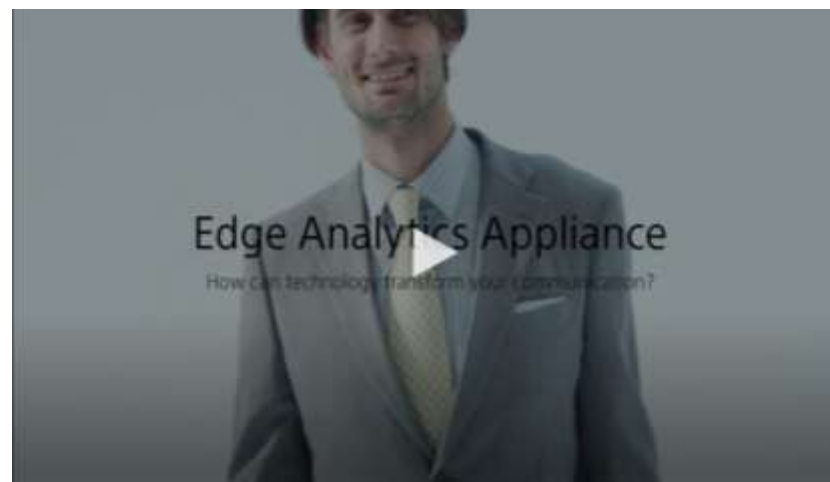 Edge Analytics Appliance
How can technology transform your communication?